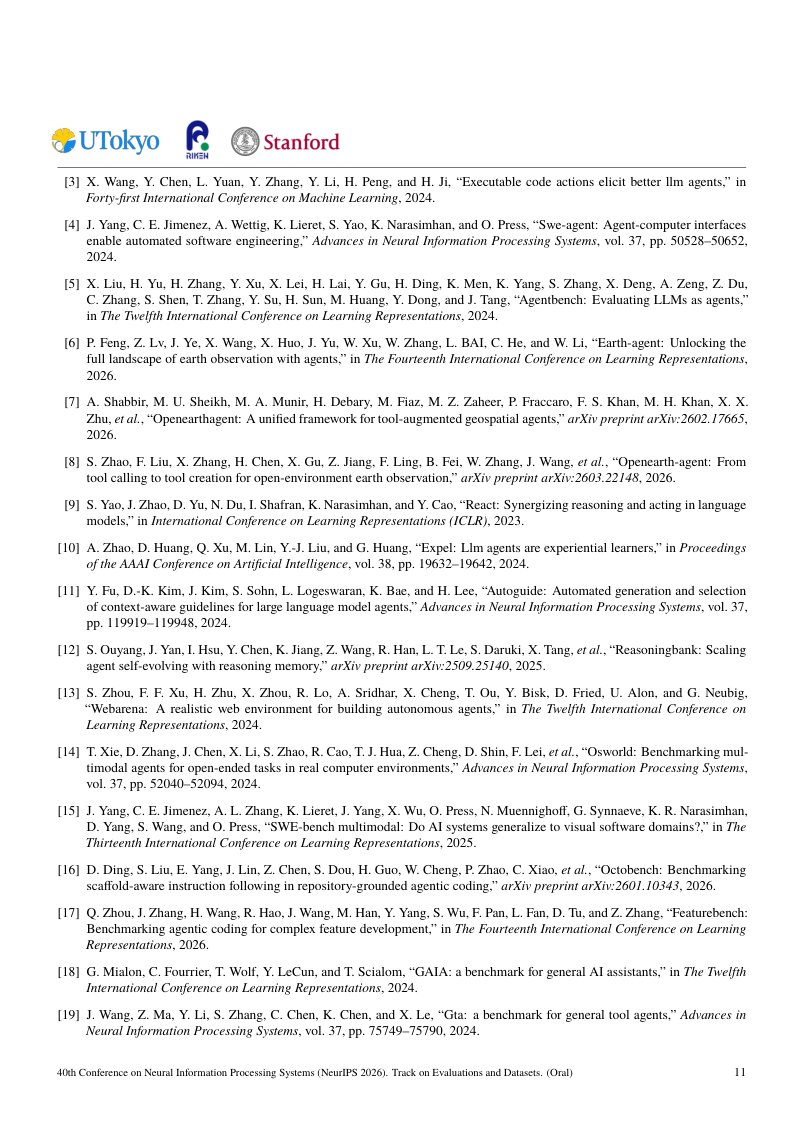 UTokyo
RIKEN
Stanford
[3] X. Wang, Y. Chen, L. Yuan, Y. Zhang, Y. Li, H. Peng, and H. Ji, “Executable code actions elicit better llm agents,” in
Forty-first International Conference on Machine Learning, 2024.
[4] J. Yang, C. E. Jimenez, A. Wettig, K. Lieret, S. Yao, K. Narasimhan, and O. Press, “Swe-agent: Agent-computer interfaces
enable automated software engineering,” Advances in Neural Information Processing Systems, vol. 37, pp. 50528–50652,
2024.
[5] X. Liu, H. Yu, H. Zhang, Y. Xu, X. Lei, H. Lai, Y. Gu, H. Ding, K. Men, K. Yang, S. Zhang, X. Deng, A. Zeng, Z. Du,
C. Zhang, S. Shen, T. Zhang, Y. Su, H. Sun, M. Huang, Y. Dong, and J. Tang, “Agentbench: Evaluating LLMs as agents,”
in The Twelfth International Conference on Learning Representations, 2024.
[6] P. Feng, Z. Lv, J. Ye, X. Wang, X. Huo, J. Yu, W. Xu, W. Zhang, L. BAI, C. He, and W. Li, “Earth-agent: Unlocking the
full landscape of earth observation with agents,” in The Fourteenth International Conference on Learning Representations,
2026.
[7] A. Shabbir, M. U. Sheikh, M. A. Munir, H. Debary, M. Fiaz, M. Z. Zaheer, P. Fraccaro, F. S. Khan, M. H. Khan, X. X.
Zhu, et al., “Openearthagent: A unified framework for tool-augmented geospatial agents,” arXiv preprint arXiv:2602.17665,
2026.
[8] S. Zhao, F. Liu, X. Zhang, H. Chen, X. Gu, Z. Jiang, F. Ling, B. Fei, W. Zhang, J. Wang, et al., “Openearth-agent: From
tool calling to tool creation for open-environment earth observation,” arXiv preprint arXiv:2603.22148, 2026.
[9] S. Yao, J. Zhao, D. Yu, N. Du, I. Shafran, K. Narasimhan, and Y. Cao, “React: Synergizing reasoning and acting in language
models,” in International Conference on Learning Representations (ICLR), 2023.
[10] A. Zhao, D. Huang, Q. Xu, M. Lin, Y.-J. Liu, and G. Huang, “Expel: Llm agents are experiential learners,” in Proceedings
of the AAAI Conference on Artificial Intelligence, vol. 38, pp. 19632–19642, 2024.
[11] Y. Fu, D.-K. Kim, J. Kim, S. Sohn, L. Logeswaran, K. Bae, and H. Lee, “Autoguide: Automated generation and selection
of context-aware guidelines for large language model agents,” Advances in Neural Information Processing Systems, vol. 37,
pp. 119919–119948, 2024.
[12] S. Ouyang, J. Yan, I. Hsu, Y. Chen, K. Jiang, Z. Wang, R. Han, L. T. Le, S. Daruki, X. Tang, et al., “Reasoningbank: Scaling
agent self-evolving with reasoning memory,” arXiv preprint arXiv:2509.25140, 2025.
[13] S. Zhou, F. F. Xu, H. Zhu, X. Zhou, R. Lo, A. Sridhar, X. Cheng, T. Ou, Y. Bisk, D. Fried, U. Alon, and G. Neubig,
“Webarena: A realistic web environment for building autonomous agents,” in The Twelfth International Conference on
Learning Representations, 2024.
[14] T. Xie, D. Zhang, J. Chen, X. Li, S. Zhao, R. Cao, T. J. Hua, Z. Cheng, D. Shin, F. Lei, et al., “Osworld: Benchmarking mul-
timodal agents for open-ended tasks in real computer environments,” Advances in Neural Information Processing Systems,
vol. 37, pp. 52040–52094, 2024.
[15] J. Yang, C. E. Jimenez, A. L. Zhang, K. Lieret, J. Yang, X. Wu, O. Press, N. Muennighoff, G. Synnaeve, K. R. Narasimhan,
D. Yang, S. Wang, and O. Press, “SWE-bench multimodal: Do AI systems generalize to visual software domains?,” in The
Thirteenth International Conference on Learning Representations, 2025.
[16] D. Ding, S. Liu, E. Yang, J. Lin, Z. Chen, S. Dou, H. Guo, W. Cheng, P. Zhao, C. Xiao, et al., “Octobench: Benchmarking
scaffold-aware instruction following in repository-grounded agentic coding,” arXiv preprint arXiv:2601.10343, 2026.
[17] Q. Zhou, J. Zhang, H. Wang, R. Hao, J. Wang, M. Han, Y. Yang, S. Wu, F. Pan, L. Fan, D. Tu, and Z. Zhang, “Featurebench:
Benchmarking agentic coding for complex feature development,” in The Fourteenth International Conference on Learning
Representations, 2026.
[18] G. Mialon, C. Fourrier, T. Wolf, Y. LeCun, and T. Scialom, “GAIA: a benchmark for general AI assistants,” in The Twelfth
International Conference on Learning Representations, 2024.
[19] J. Wang, Z. Ma, Y. Li, S. Zhang, C. Chen, K. Chen, and X. Le, “Gta: a benchmark for general tool agents,” Advances in
Neural Information Processing Systems, vol. 37, pp. 75749–75790, 2024.
40th Conference on Neural Information Processing Systems (NeurIPS 2026). Track on Evaluations and Datasets. (Oral)
11